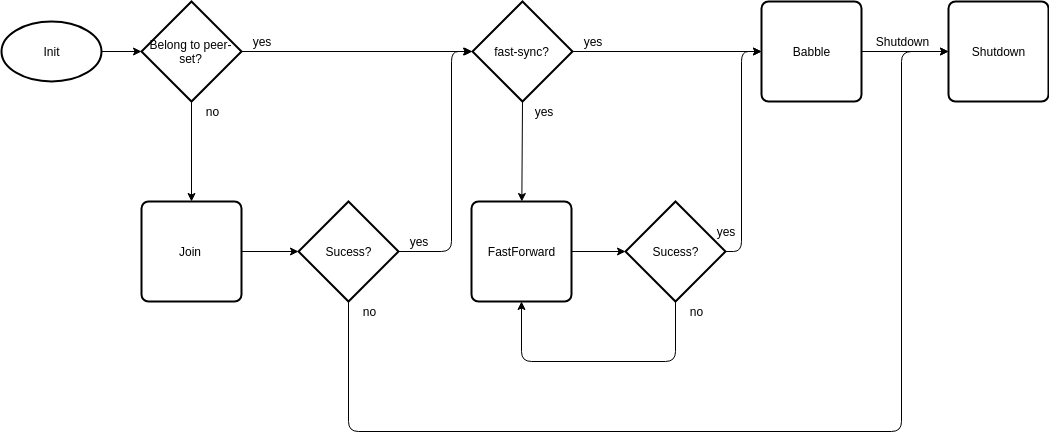 Init
Belong to peer-
set?
yes
fast-sync?
yes
Babble
Shutdown
Shutdown
no
yes
Join
Sucess?
yes
FastForward
Sucess?
yes
no
no